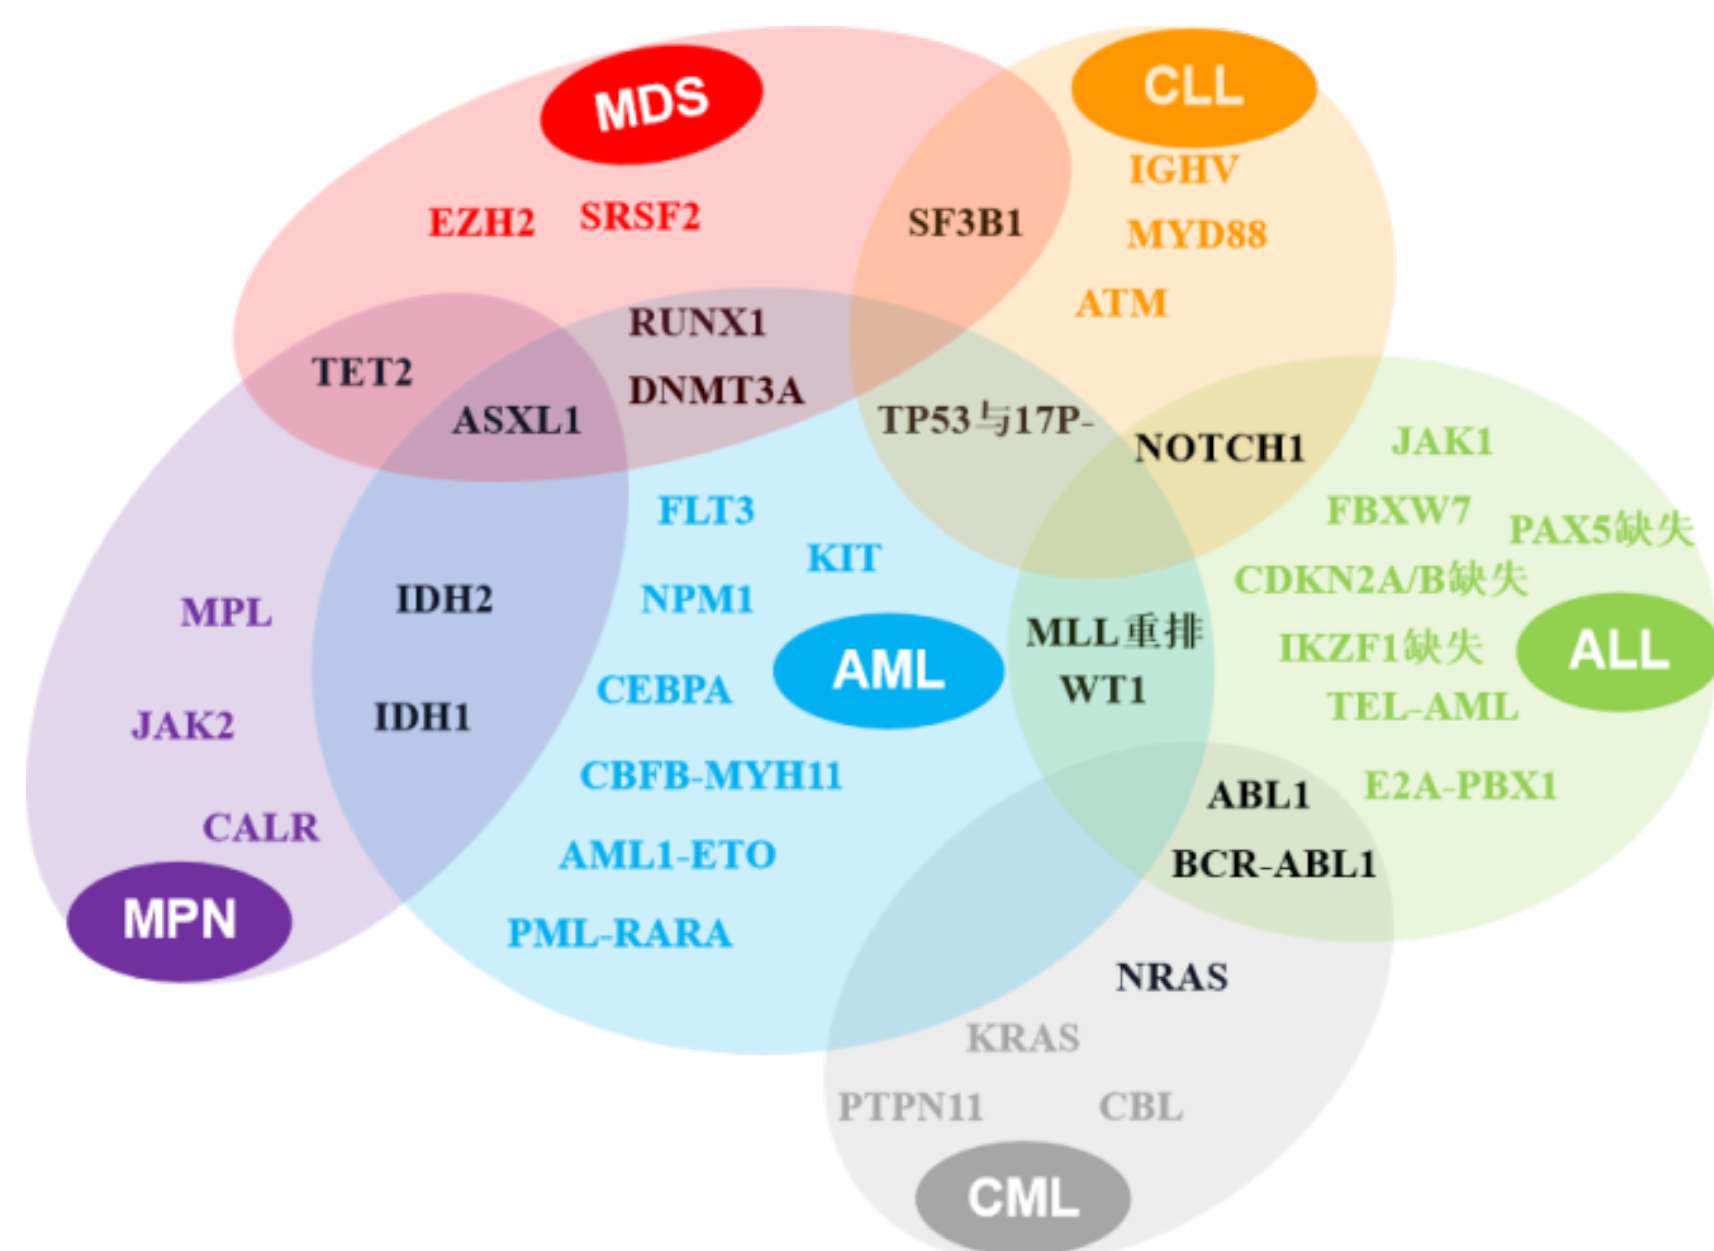 MDS
CLL
IGHV
EZH2
SRSF2
SF3B1
MYD88
ATM
RUNX1
TET2
DNMT3A
ASXL1
TP53与17P-
NOTCH1
JAK1
FLT3
FBXW7
PAX5缺失
KIT
CDKN2A/B缺失
MPL
IDH2
NPM1
MLL重排
IKZF1缺失
ALL
AML
CEBPA
WT1
TEL-AML
JAK2
IDH1
CBFB-MYH11
ABL1
E2A-PBX1
CALR
AML1-ETO
BCR-ABL1
MPN
PML-RARA
NRAS
KRAS
PTPN11
CBL
CML